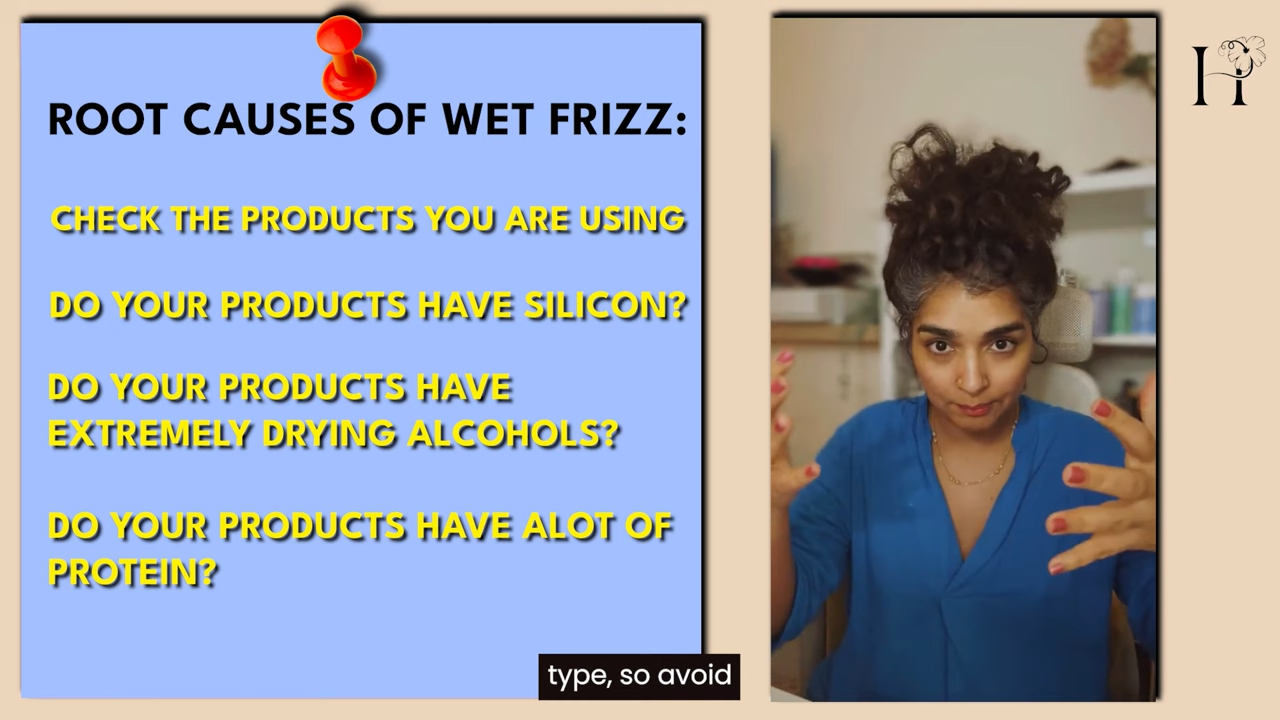 ROOT CAUSES OF WET FRIZZ:
CHECK THE PRODUCTS YOU ARE USING
DO YOUR PRODUCTS HAVE SILICON?
DO YOUR PRODUCTS HAVE
EXTREMELY DRYING ALCOHOLS?
DO YOUR PRODUCTS HAVE ALOT OF
PROTEIN?
type, so avoid
H